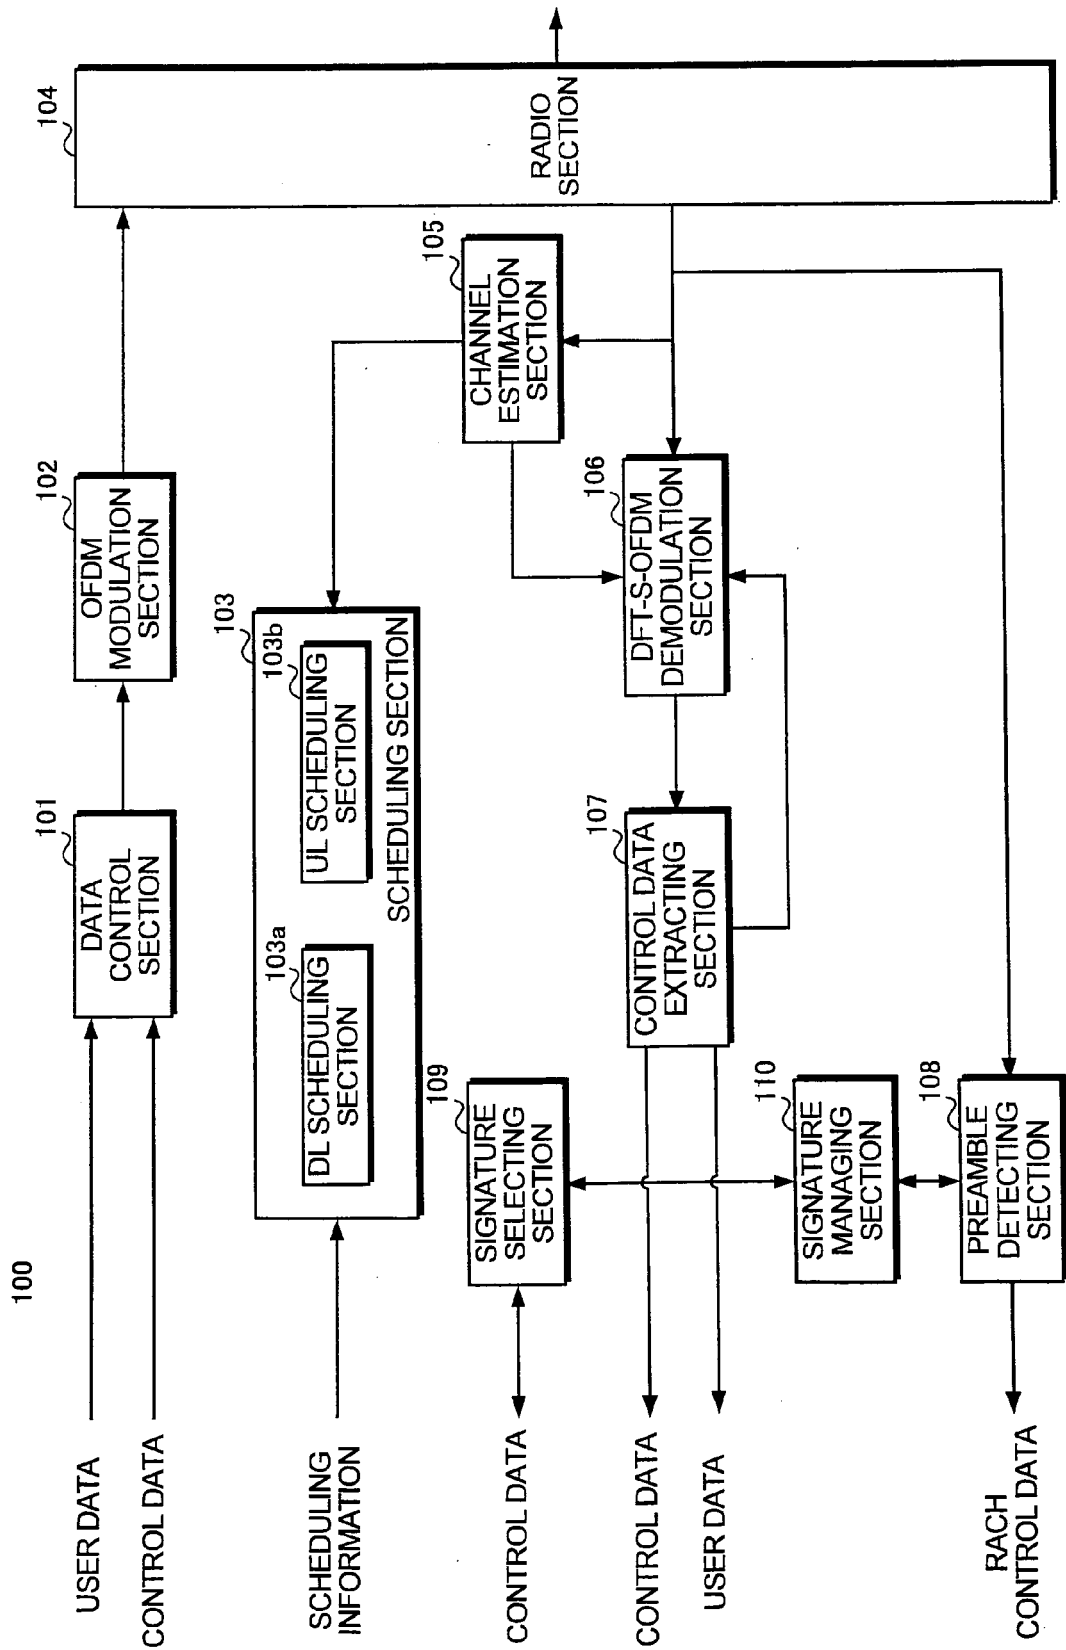 100
USER DATA
CONTROL DATA
101
DATA
CONTROL
SECTION
102
OFDM
MODULATION
SECTION
104
RADIO
SECTION
SCHEDULING
INFORMATION
103
103a
DL SCHEDULING
SECTION
103b
UL SCHEDULING
SECTION
SCHEDULING SECTION
105
CHANNEL
ESTIMATION
SECTION
CONTROL DATA
109
SIGNATURE
SELECTING
SECTION
CONTROL DATA
USER DATA
107
CONTROL DATA
EXTRACTING
SECTION
106
DFT-S-OFDM
DEMODULATION
SECTION
110
SIGNATURE
MANAGING
SECTION
RACH
CONTROL DATA
108
PREAMBLE
DETECTING
SECTION